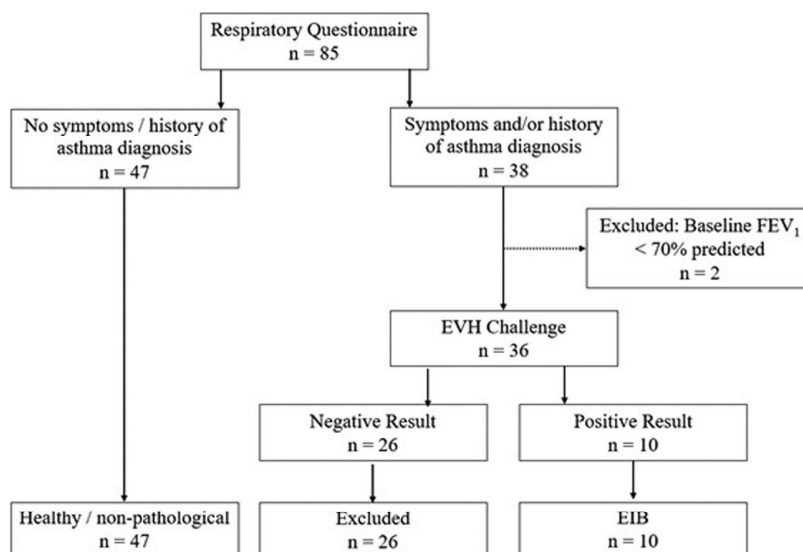 Respiratory Questionnaire
n = 85
No symptoms / history of
asthma diagnosis
n = 47
Symptoms and/or history
of asthma diagnosis
n = 38
Excluded: Baseline FEV₁
< 70% predicted
n = 2
EVH Challenge
n = 36
Negative Result
n = 26
Positive Result
n = 10
Healthy / non-pathological
n = 47
Excluded
n = 26
EIB
n = 10